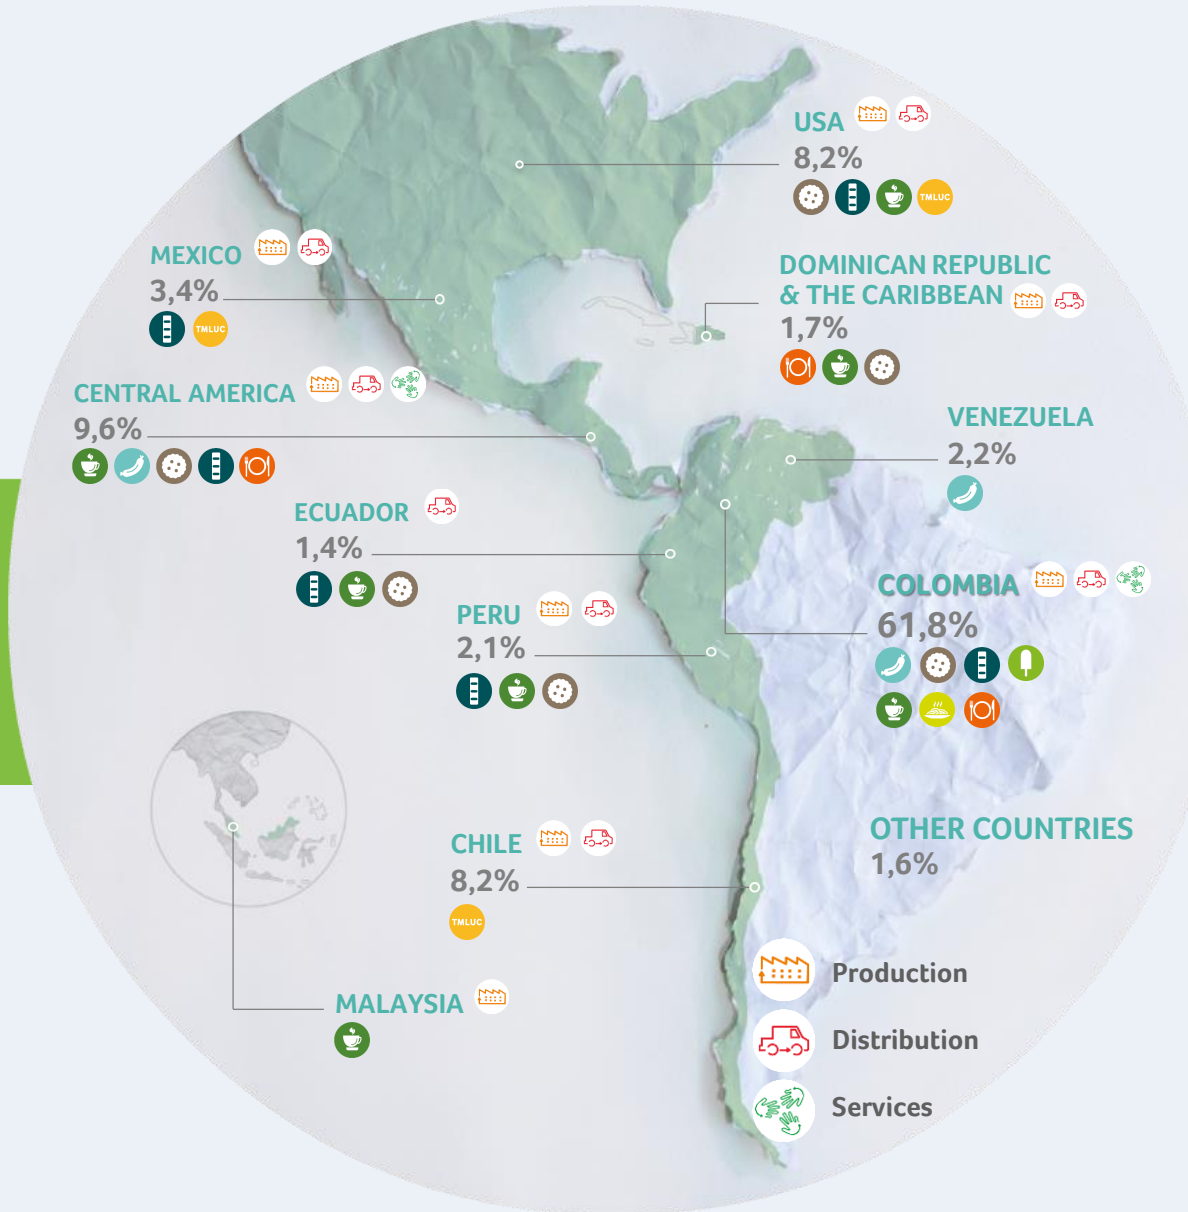 USA
8,2%
TMLUC
MEXICO
3,4%
TMLUC
DOMINICAN REPUBLIC
& THE CARIBBEAN
1,7%
CENTRAL AMERICA
9,6%
VENEZUELA
2,2%
ECUADOR
1,4%
COLOMBIA
61,8%
PERU
2,1%
OTHER COUNTRIES
1,6%
CHILE
8,2%
TMLUC
MALAYSIA
Production
Distribution
Services